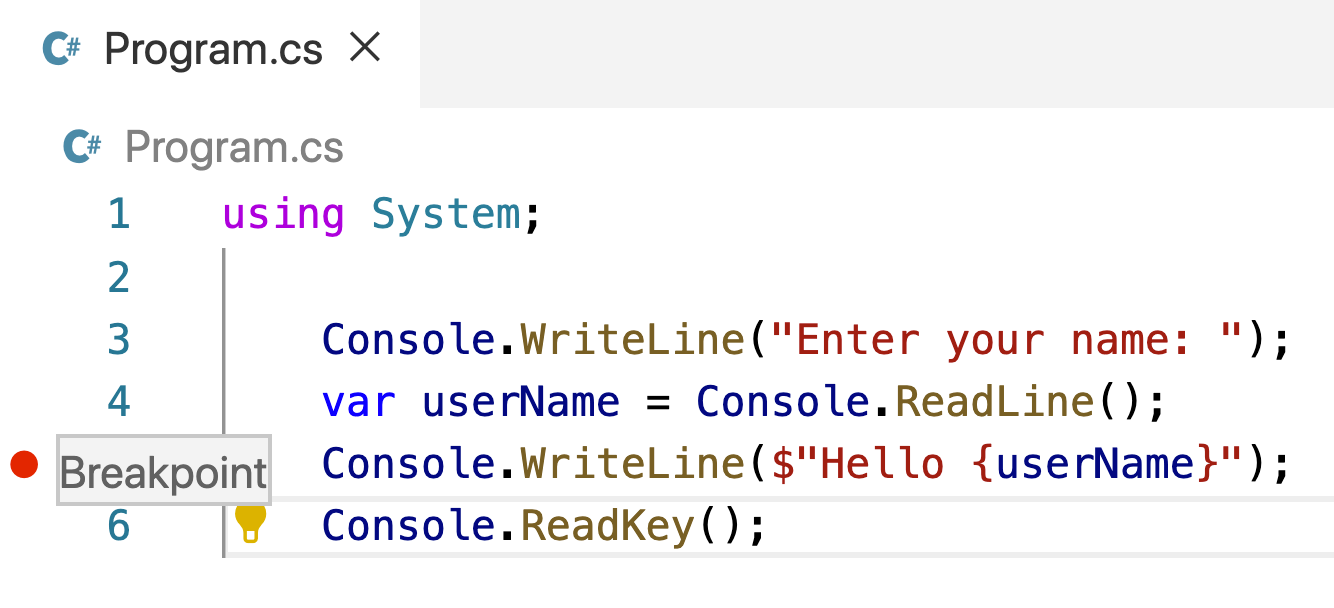 C# Program.cs ×
C# Program.cs
1 using System;
2
3 Console.WriteLine("Enter your name: ");
4 var userName = Console.ReadLine();
Breakpoint Console.WriteLine($"Hello {userName}");
6 Console.ReadKey();